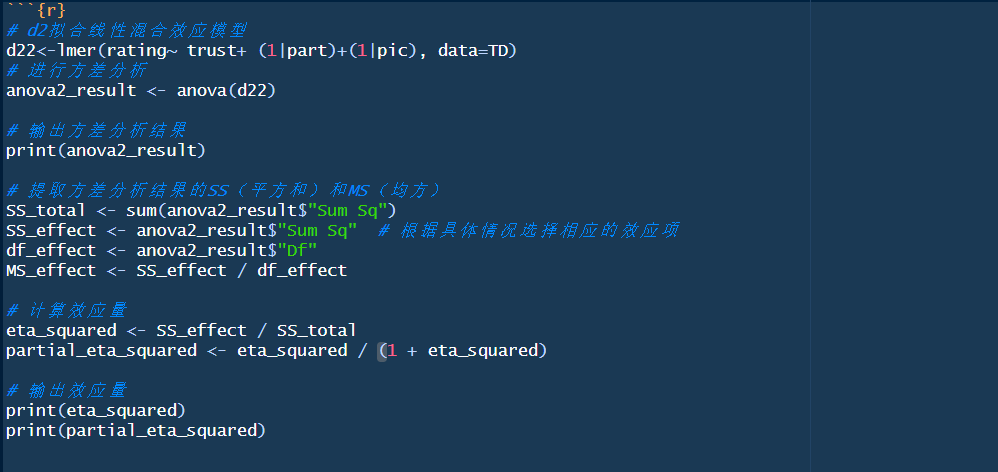 ```{r}
# d2拟合线性混合效应模型
d22<-lmer(rating~ trust+ (1|part)+(1|pic), data=TD)
# 进行方差分析
anova2_result <- anova(d22)
# 输出方差分析结果
print(anova2_result)
# 提取方差分析结果的SS（平方和）和MS（均方）
SS_total <- sum(anova2_result$"Sum Sq")
SS_effect <- anova2_result$"Sum Sq"  # 根据具体情况选择相应的效应项
df_effect <- anova2_result$"Df"
MS_effect <- SS_effect / df_effect
# 计算效应量
eta_squared <- SS_effect / SS_total
partial_eta_squared <- eta_squared / (1 + eta_squared)
# 输出效应量
print(eta_squared)
print(partial_eta_squared)